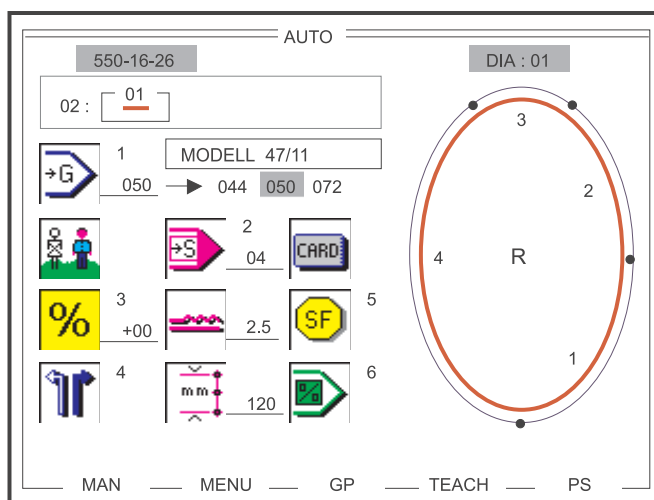 AUTO
550-16-26
DIA : 01
02 : 01
1
MODELL 47/11
→G
050
044 050 072
2
→S
04
CARD
%
3
+00
2.5
SF
5
4
mm
120
%
6
3
2
4
R
1
MAN MENU GP TEACH PS